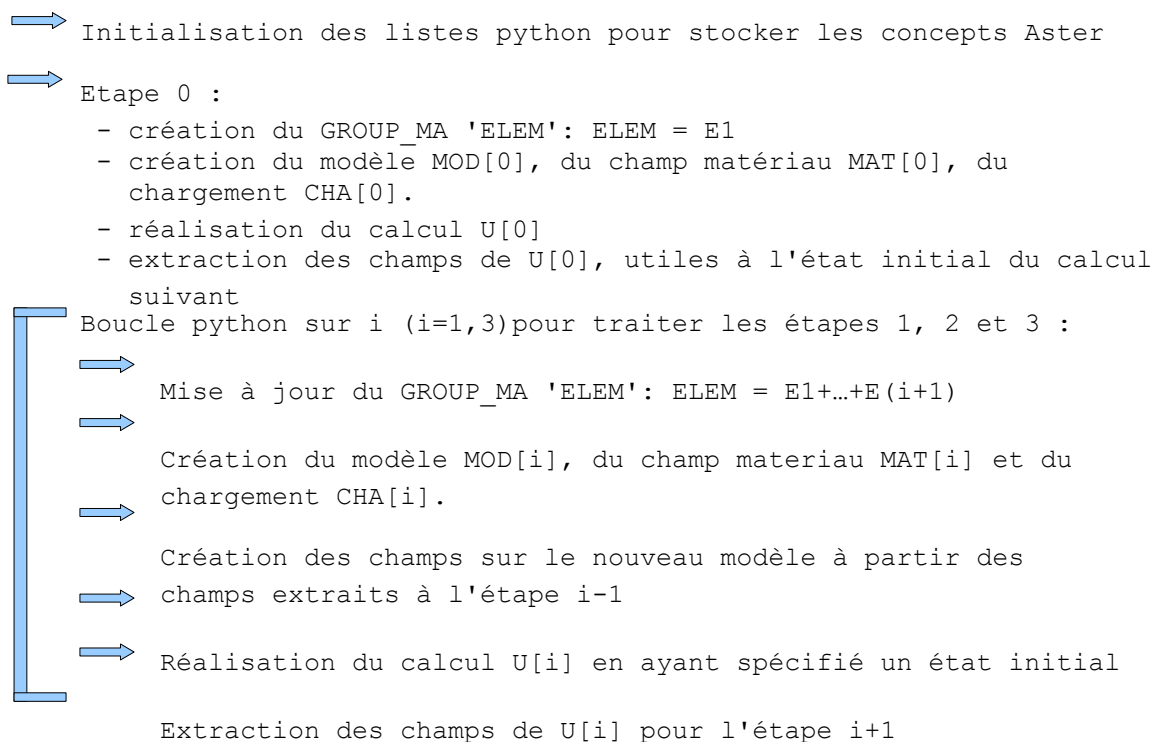 Initialisation des listes python pour stocker les concepts Aster
Etape 0 :
- création du GROUP_MA 'ELEM': ELEM = E1
- création du modèle MOD[0], du champ matériau MAT[0], du
chargement CHA[0].
- réalisation du calcul U[0]
- extraction des champs de U[0], utiles à l'état initial du calcul
suivant
Boucle python sur i (i=1,3)pour traiter les étapes 1, 2 et 3 :
Mise à jour du GROUP_MA 'ELEM': ELEM = E1+…+E(i+1)
Création du modèle MOD[i], du champ materiau MAT[i] et du
chargement CHA[i].
Création des champs sur le nouveau modèle à partir des
champs extraits à l'étape i-1
Réalisation du calcul U[i] en ayant spécifié un état initial
Extraction des champs de U[i] pour l'étape i+1